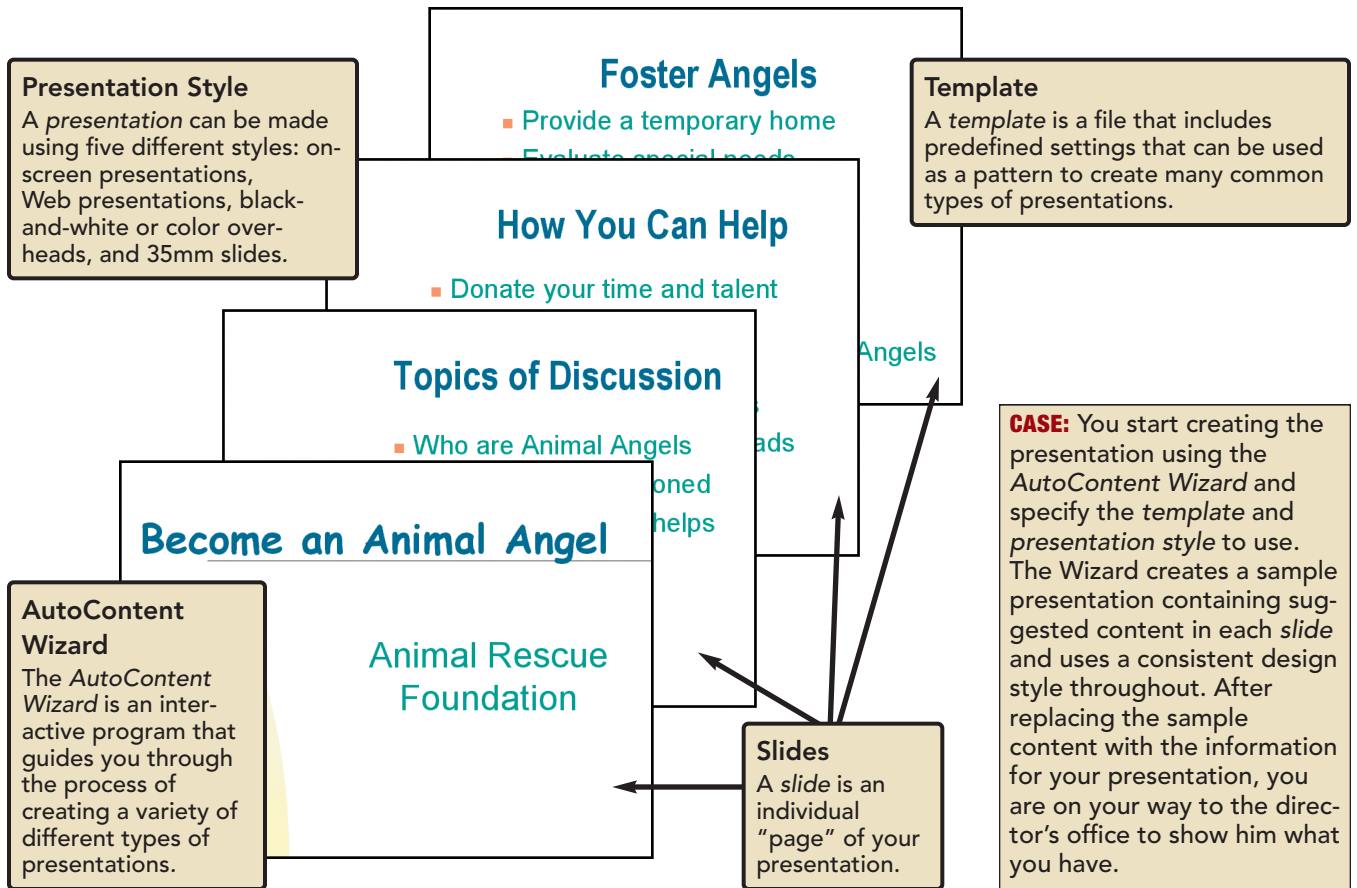 Foster Angels
Provide a temporary home
Presentation Style
A presentation can be made
using five different styles: on-
screen presentations,
Web presentations, black-
and-white or color over-
heads, and 35mm slides.
Template
A template is a file that includes
predefined settings that can be used
as a pattern to create many common
types of presentations.
Evaluate special needs
How You Can Help
Donate your time and talent
Angels
Topics of Discussion
Who are Animal Angels
s
ads
oned
helps
Become an Animal Angel
Animal Rescue
Foundation
AutoContent
Wizard
The AutoContent
Wizard is an inter-
active program that
guides you through
the process of
creating a variety of
different types of
presentations.
Slides
A slide is an
individual
“page” of your
presentation.
CASE: You start creating the
presentation using the
AutoContent Wizard and
specify the template and
presentation style to use.
The Wizard creates a sample
presentation containing sug-
gested content in each slide
and uses a consistent design
style throughout. After
replacing the sample
content with the information
for your presentation, you
are on your way to the direc-
tor’s office to show him what
you have.